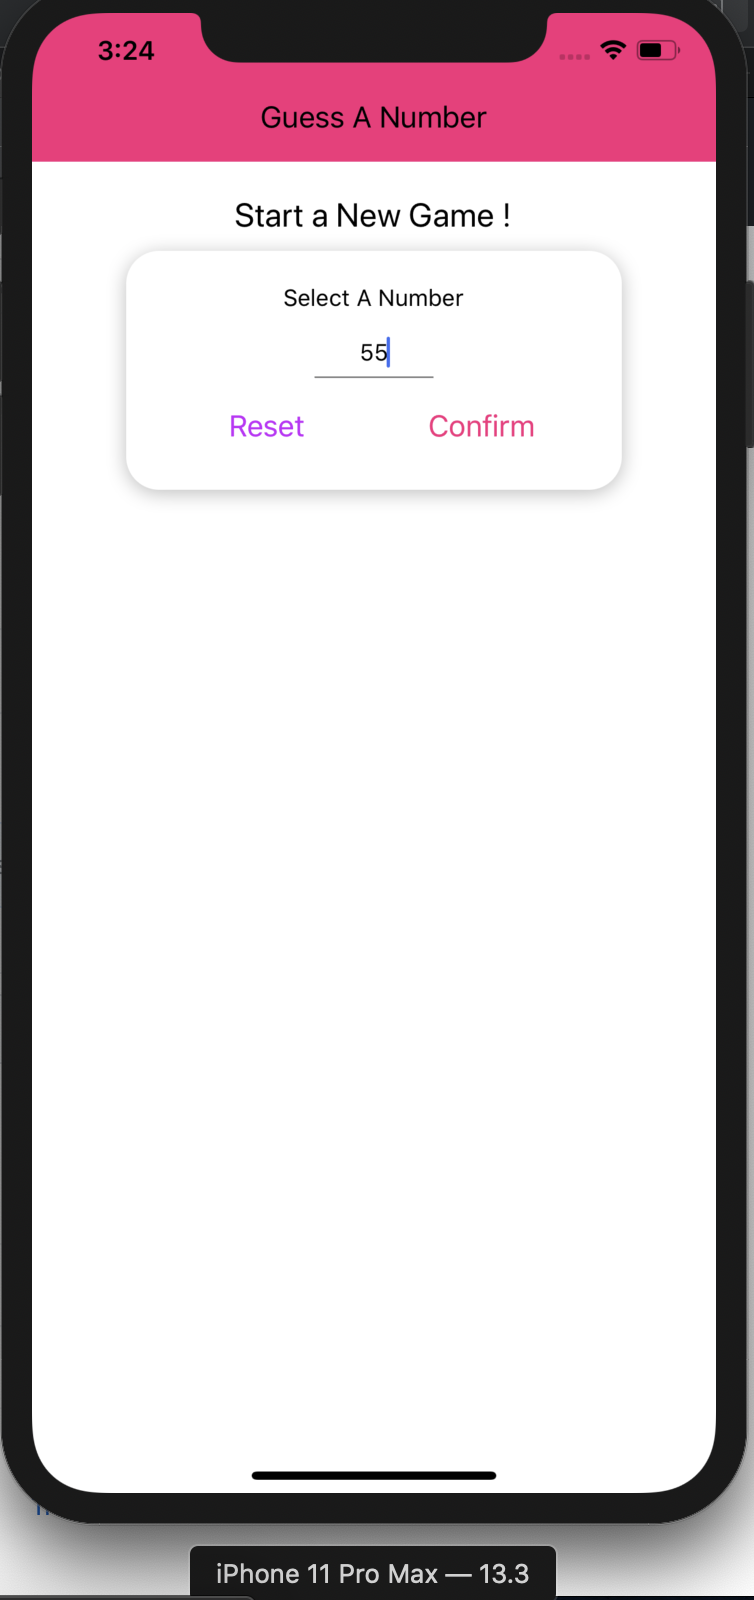 3:24
Guess A Number
Start a New Game !
Select A Number
55
Reset Confirm
iPhone 11 Pro Max — 13.3